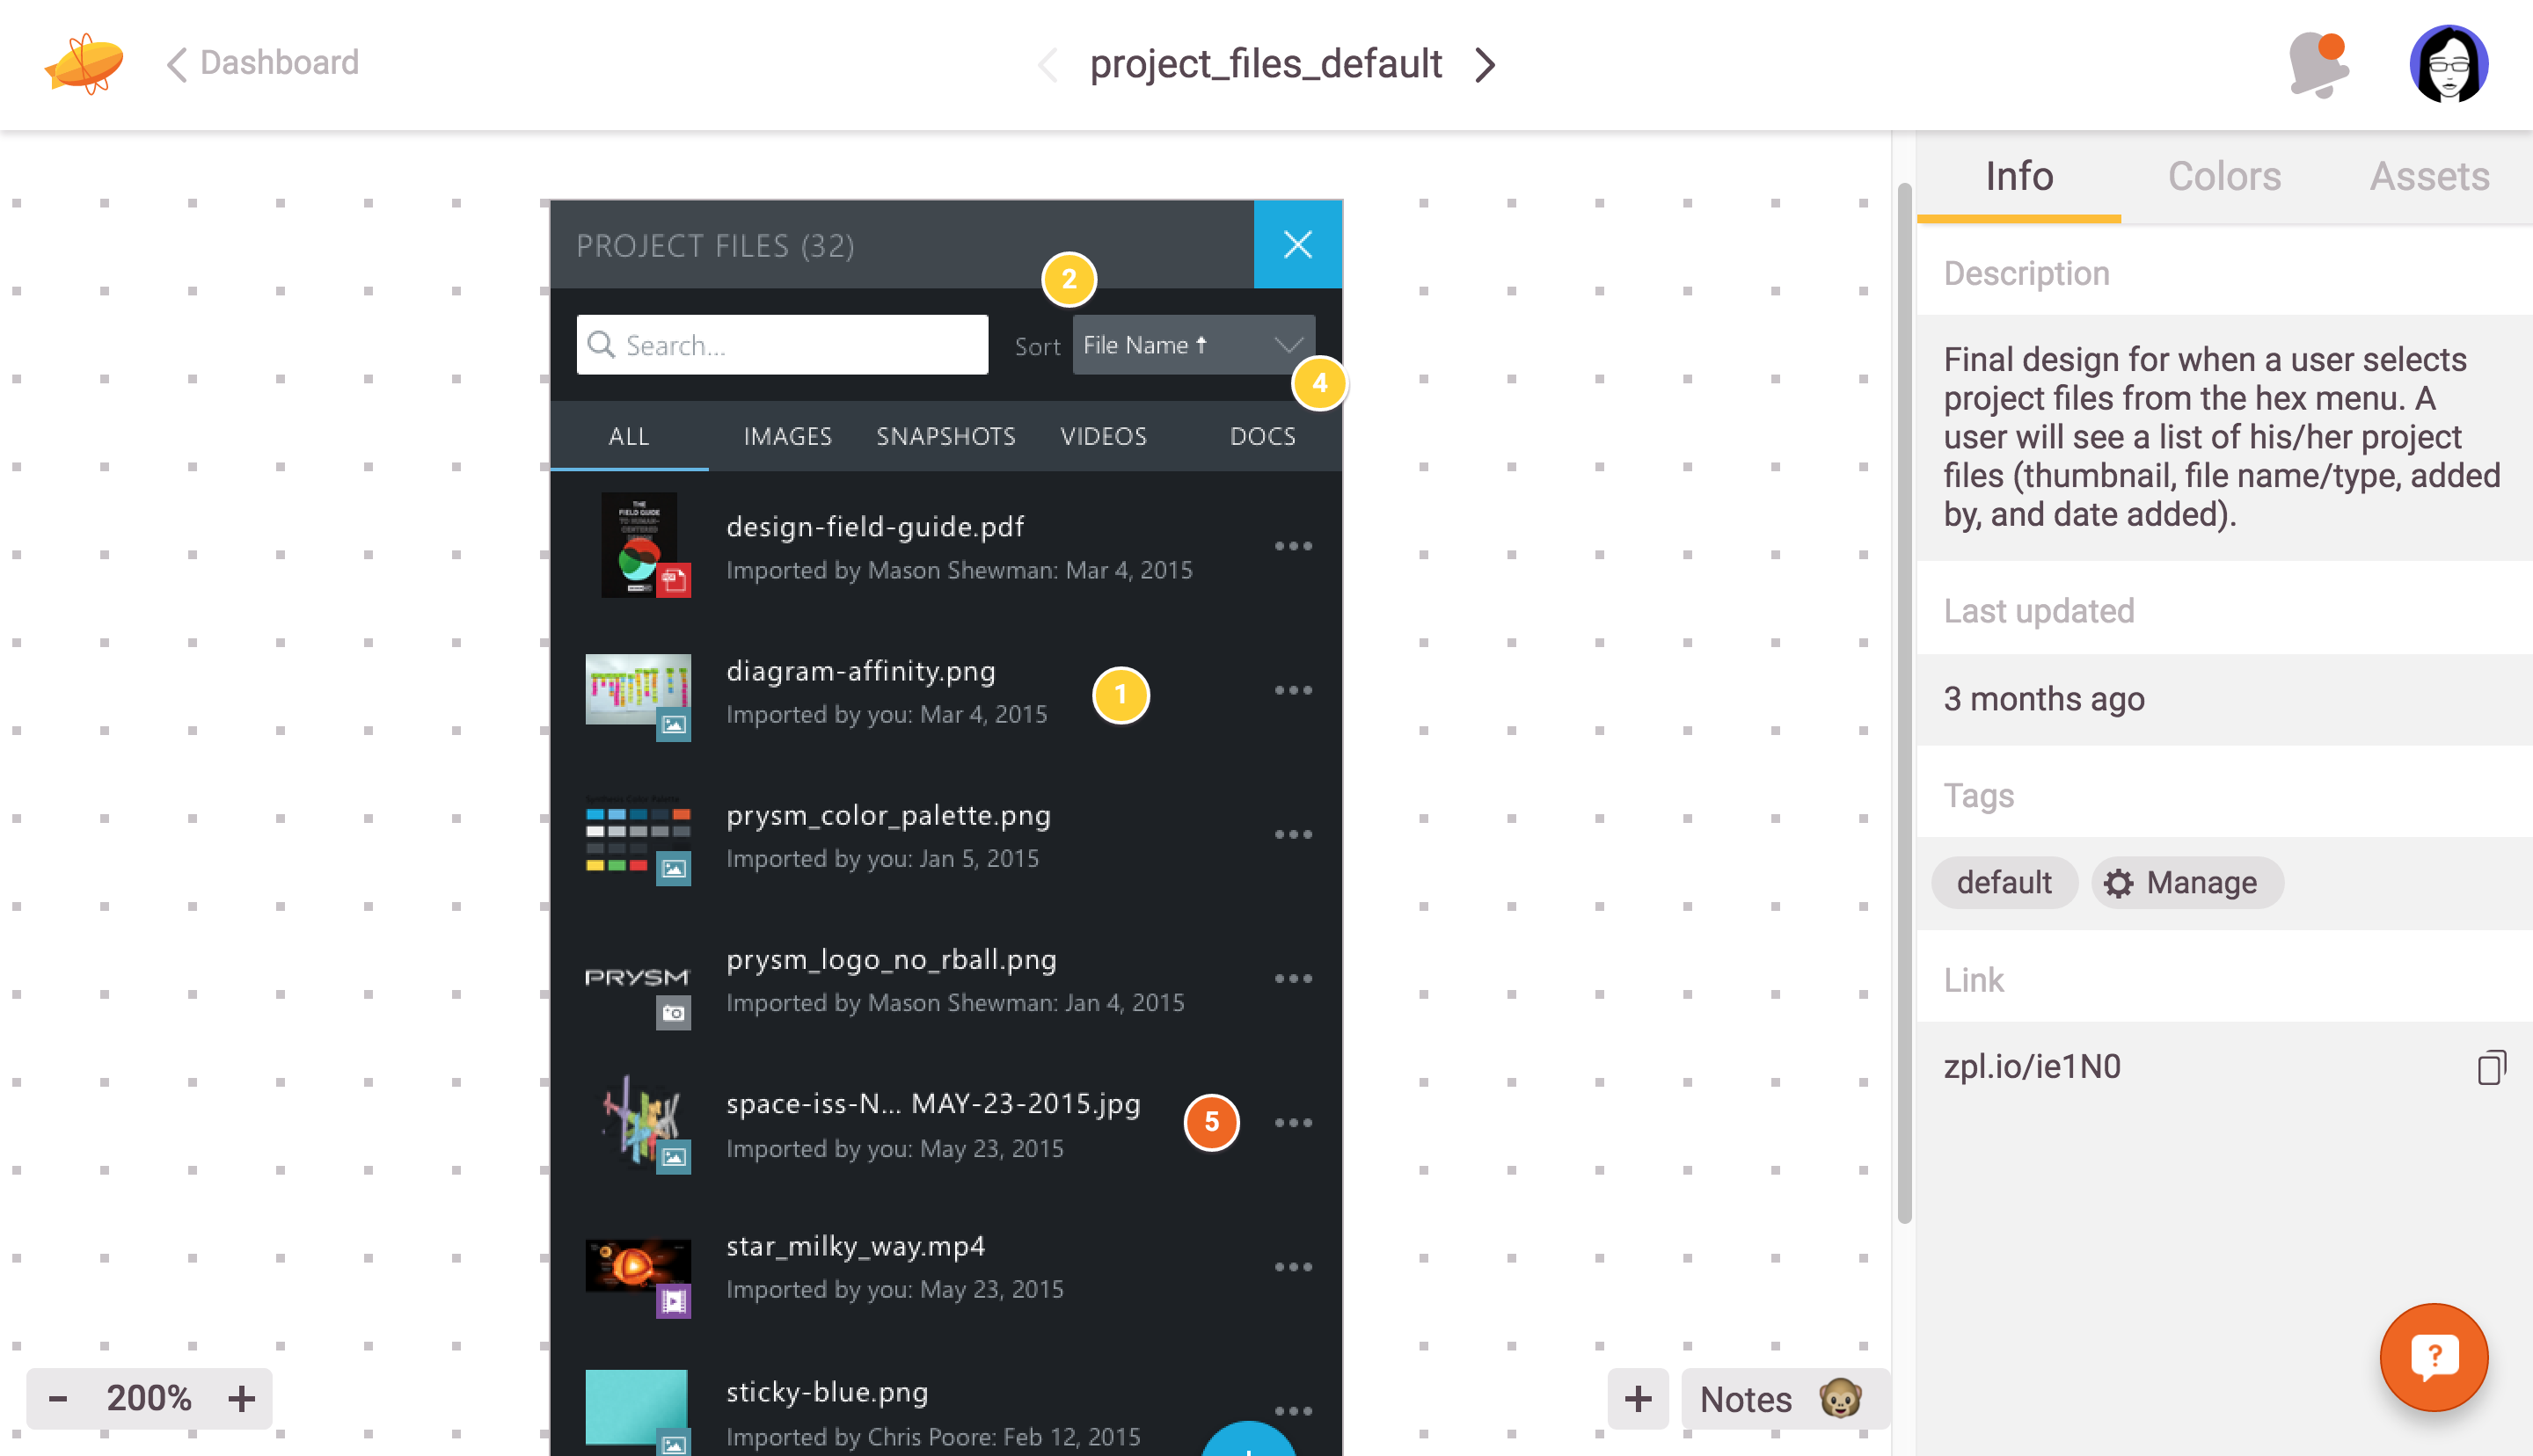 Dashboard
project_files_default
PROJECT FILES (32)
2
Search...
Sort
File Name
4
ALL
IMAGES
SNAPSHOTS
VIDEOS
DOCS
THE
FIELD GUIDE
TO HUMAN-
CENTERED
DESIGN
design-field-guide.pdf
Imported by Mason Shewman: Mar 4, 2015
diagram-affinity.png
Imported by you: Mar 4, 2015
1
prysm_color_palette.png
Imported by you: Jan 5, 2015
PRYSM
prysm_logo_no_rball.png
Imported by Mason Shewman: Jan 4, 2015
space-iss-N... MAY-23-2015.jpg
Imported by you: May 23, 2015
5
star_milky_way.mp4
Imported by you: May 23, 2015
sticky-blue.png
Imported by Chris Poore: Feb 12, 2015
- 200% +
+
Notes
Info
Colors
Assets
Description
Final design for when a user selects
project files from the hex menu. A
user will see a list of his/her project
files (thumbnail, file name/type, added
by, and date added).
Last updated
3 months ago
Tags
default
Manage
Link
zpl.io/ie1N0
?